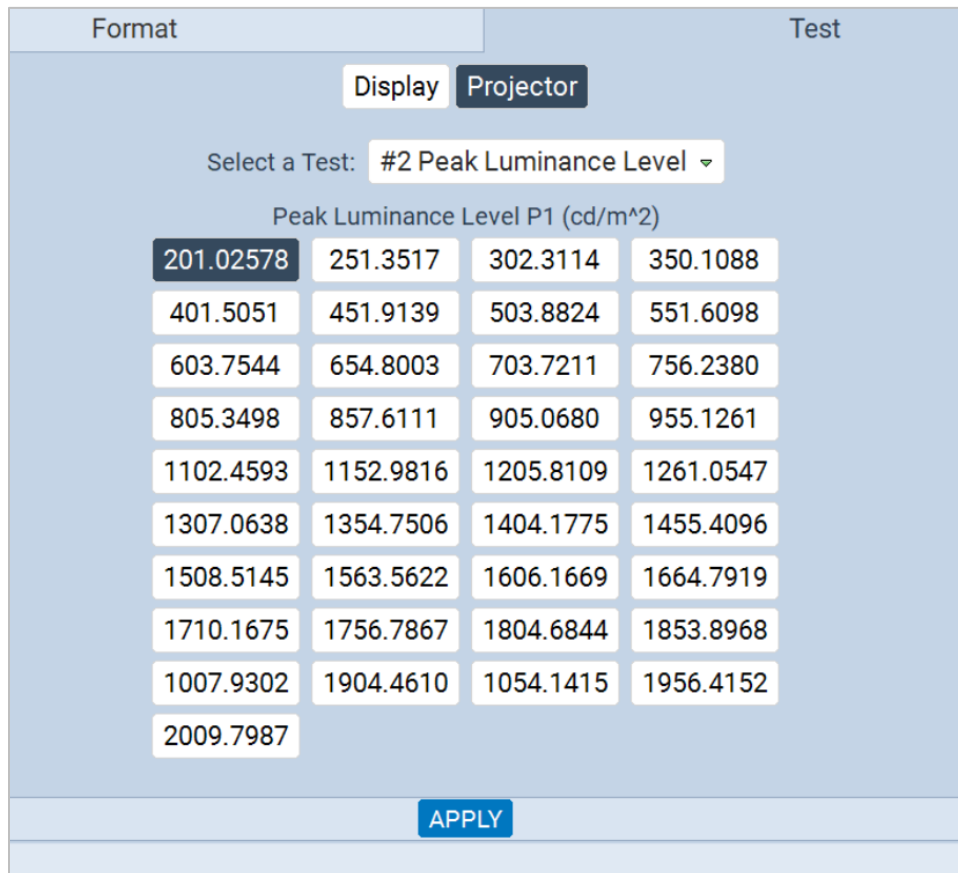 Format Test
Display Projector
Select a Test: #2 Peak Luminance Level
Peak Luminance Level P1 (cd/m^2)
201.02578 251.3517 302.3114 350.1088
401.5051 451.9139 503.8824 551.6098
603.7544 654.8003 703.7211 756.2380
805.3498 857.6111 905.0680 955.1261
1102.4593 1152.9816 1205.8109 1261.0547
1307.0638 1354.7506 1404.1775 1455.4096
1508.5145 1563.5622 1606.1669 1664.7919
1710.1675 1756.7867 1804.6844 1853.8968
1007.9302 1904.4610 1054.1415 1956.4152
2009.7987
APPLY